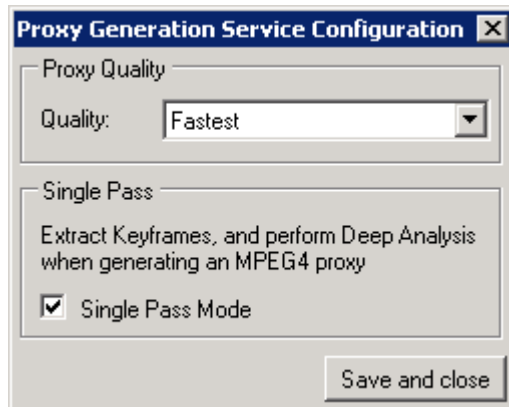 Proxy Generation Service Configuration
Proxy Quality
Quality: Fastest
Single Pass
Extract Keyframes, and perform Deep Analysis
when generating an MPEG4 proxy
Single Pass Mode
Save and close